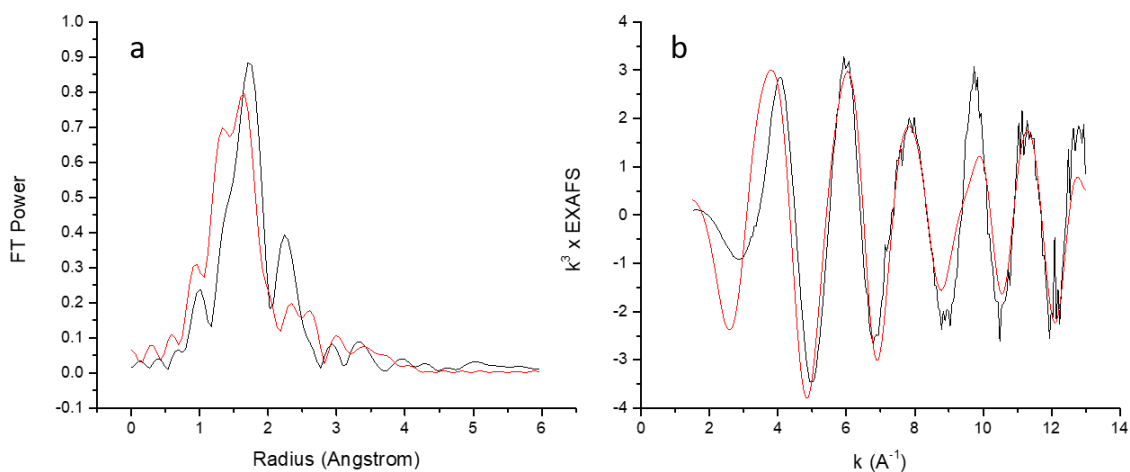 a
1.0
0.9
0.8
0.7
0.6
0.5
0.4
0.3
0.2
0.1
0.0
-0.1
FT Power
0 1 2 3 4 5 6
Radius (Angstrom)
b
4
3
2
1
0
-1
-2
-3
-4
k³ x EXAFS
0 2 4 6 8 10 12 14
k (A⁻¹)